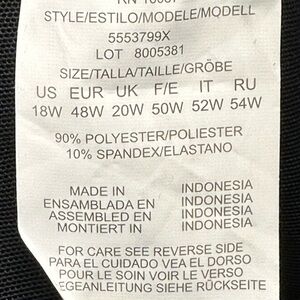 STYLE/ESTILO/MODELE/MODELL
5553799X
LOT 8005381
SIZE/TALLA/TAILLE/GRÖBE
US EUR UK F/E IT RU
18W 48W 20W 50W 52W 54W
90% POLYESTER/POLIESTER
10% SPANDEX/ELASTANO
MADE IN INDONESIA
ENSAMBLADA EN INDONESIA
ASSEMBLED EN INDONESIA
MONTIERT IN INDONESIA
FOR CARE SEE REVERSE SIDE
PARA EL CUIDADO VEA EL DORSO
POUR LE SOIN VOIR LE VERSO
EGEANLEITUNG SIEHE RÜCKSEITE